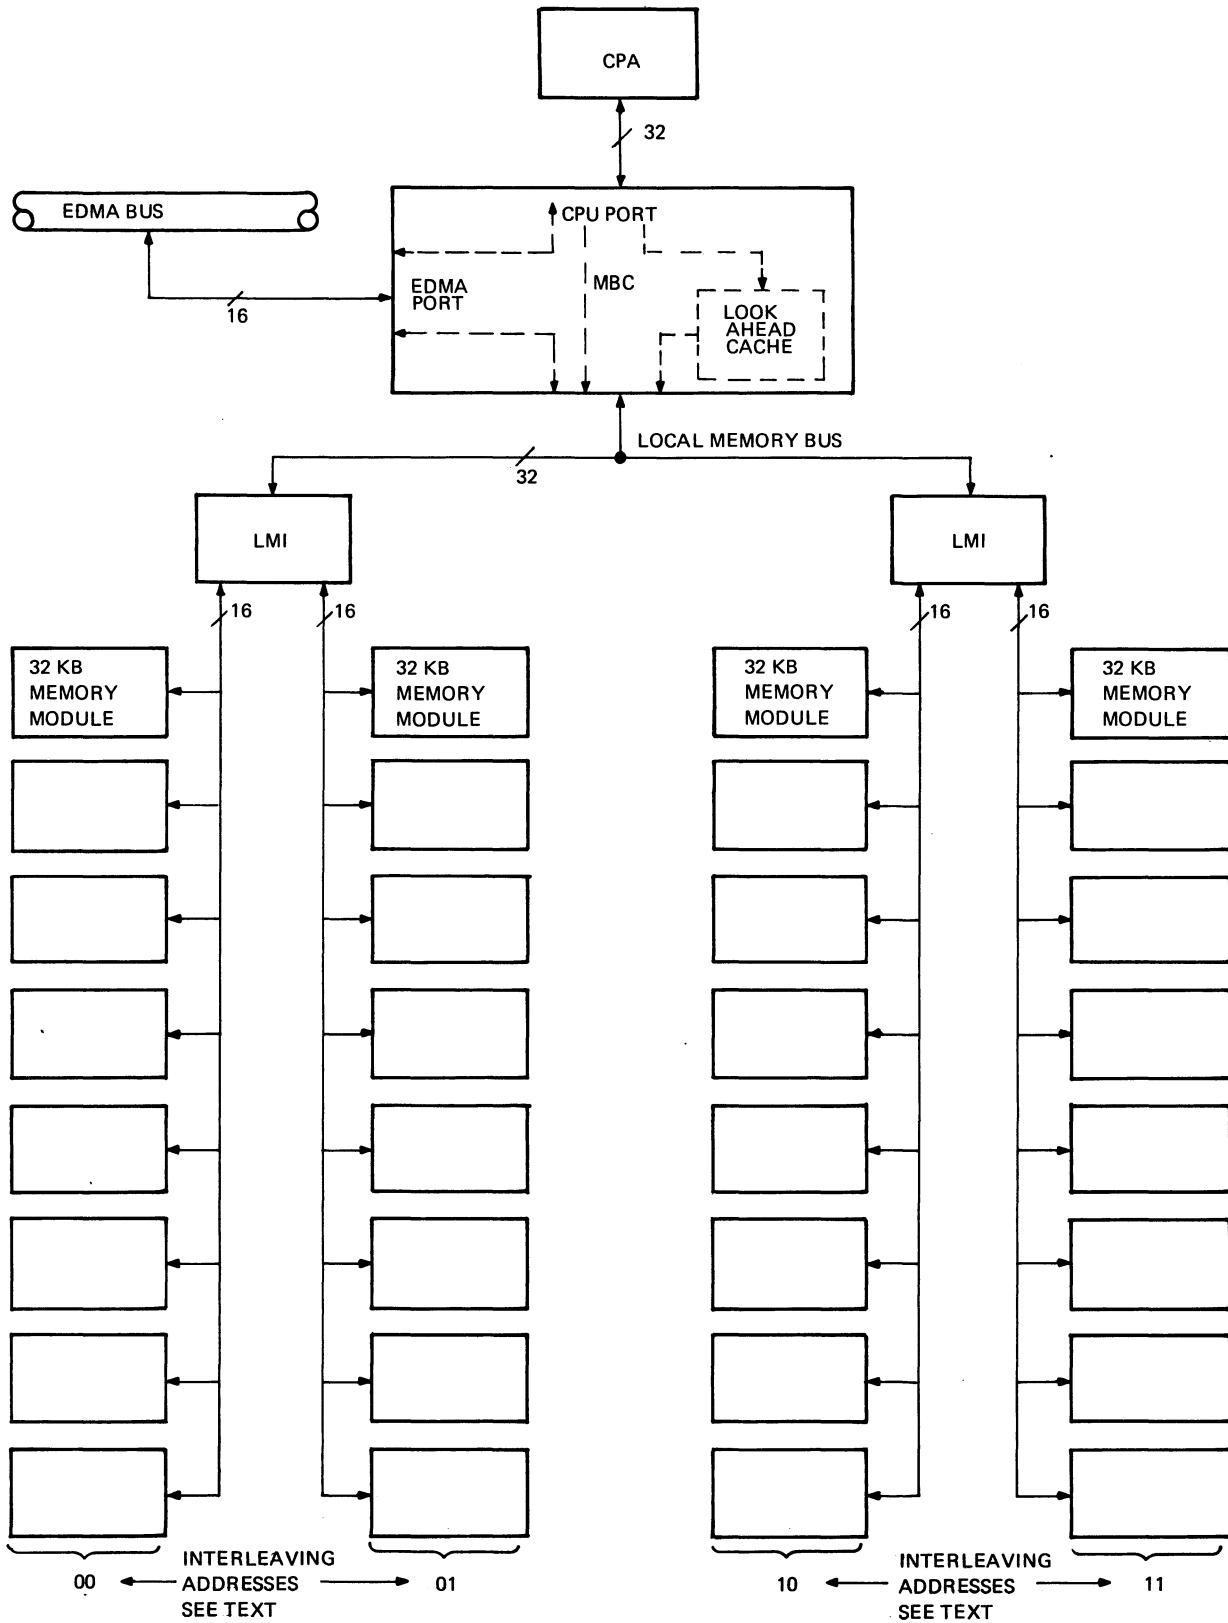 CPA
32
EDMA BUS
CPU PORT
EDMA
PORT
MBC
16
LOOK
AHEAD
CACHE
LOCAL MEMORY BUS
32
LMI
LMI
16
16
16
16
32 KB
MEMORY
MODULE
32 KB
MEMORY
MODULE
32 KB
MEMORY
MODULE
32 KB
MEMORY
MODULE
00
INTERLEAVING
ADDRESSES
SEE TEXT
01
10
INTERLEAVING
ADDRESSES
SEE TEXT
11